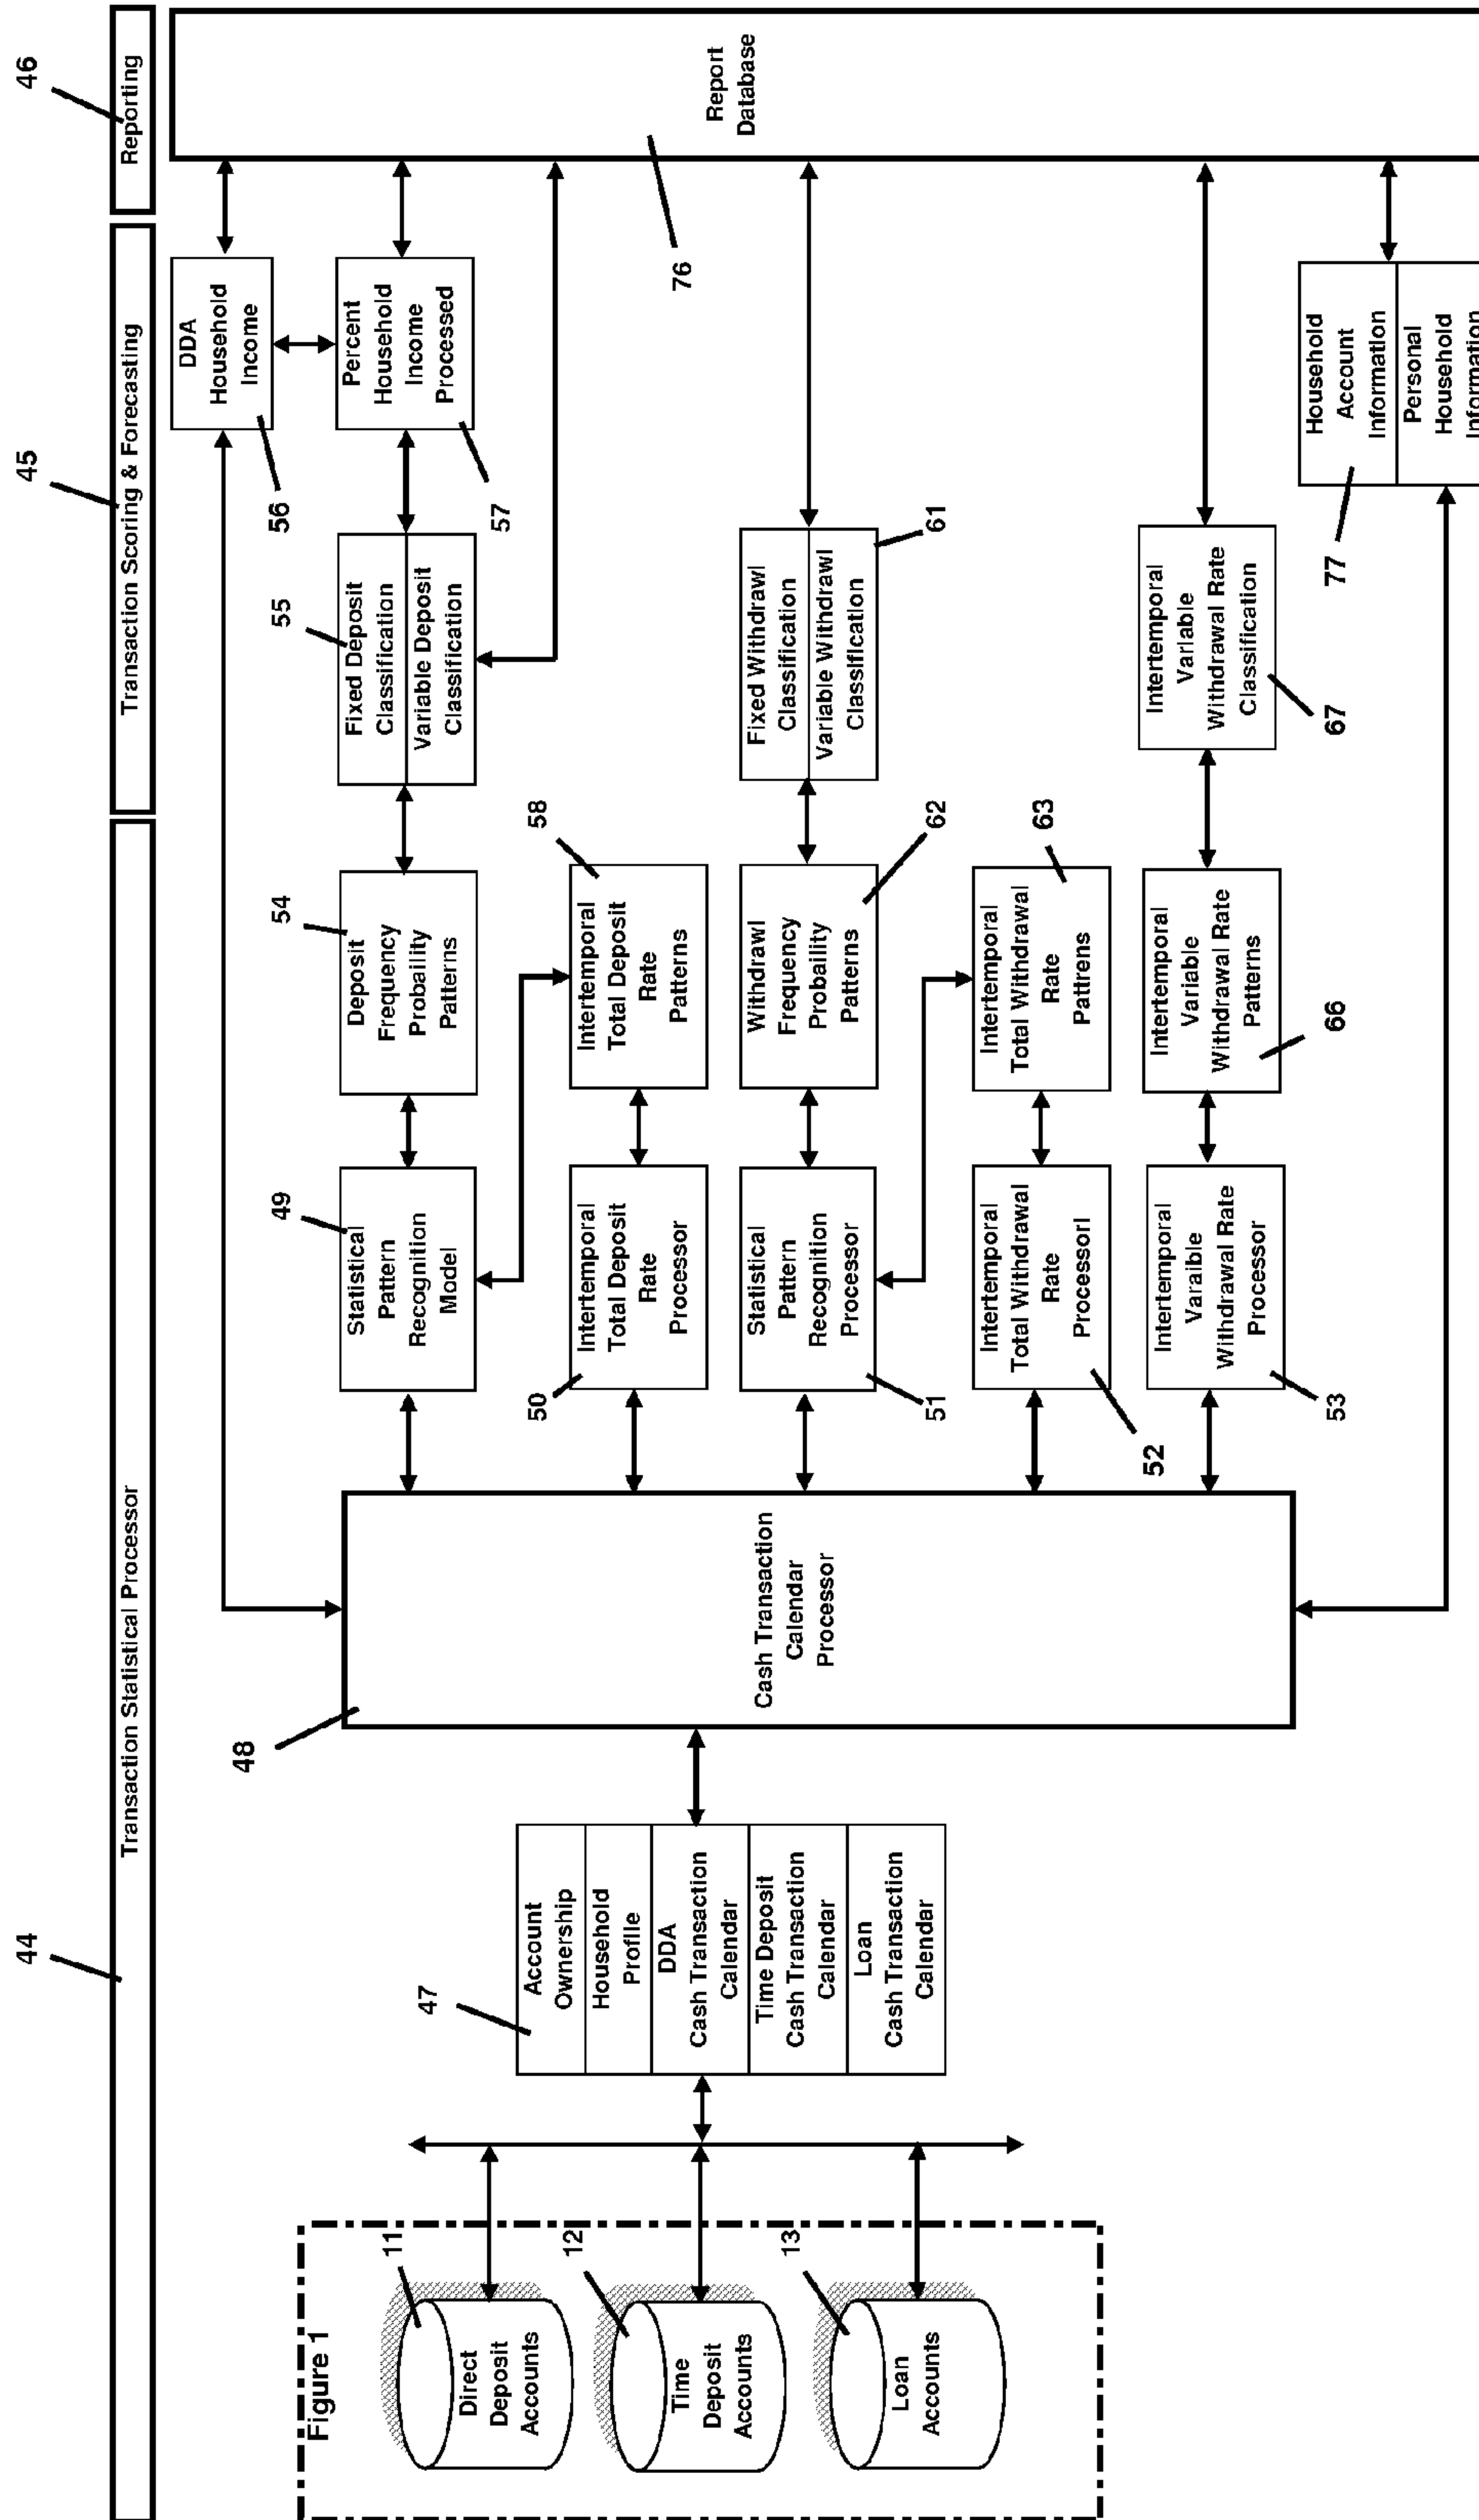 44
45
46
Transaction Statistical Processor
Transaction Scoring & Forecasting
Reporting
Figure 1
11
Direct
Deposit
Accounts
12
Time
Deposit
Accounts
13
Loan
Accounts
47
Account
Ownership
Household
Profile
DDA
Cash Transaction
Calendar
Time Deposit
Cash Transaction
Calendar
Loan
Cash Transaction
Calendar
48
Cash Transaction
Calendar
Processor
49
Statistical
Pattern
Recognition
Model
50
Intertemporal
Total Deposit
Rate
Processor
51
Statistical
Pattern
Recognition
Processor
52
Intertemporal
Total Withdrawal
Rate
Processorl
53
Intertemporal
Varaible
Withdrawal Rate
Processor
54
Deposit
Frequency
Probaility
Patterns
58
Intertemporal
Total Deposit
Rate
Patterns
62
Withdrawl
Frequency
Probaility
Patterns
63
Intertemporal
Total Withdrawal
Rate
Pattrens
66
Intertemporal
Variable
Withdrawal Rate
Patterns
55
Fixed Deposit
Classification
Variable Deposit
Classification
61
Fixed Withdrawl
Classification
Variable Withdrawl
Classification
67
Intertemporal
Variable
Withdrawal Rate
Classification
56
DDA
Household
Income
57
Percent
Household
Income
Processed
77
Household
Account
Information
Personal
Household
Information
76
Report
Database